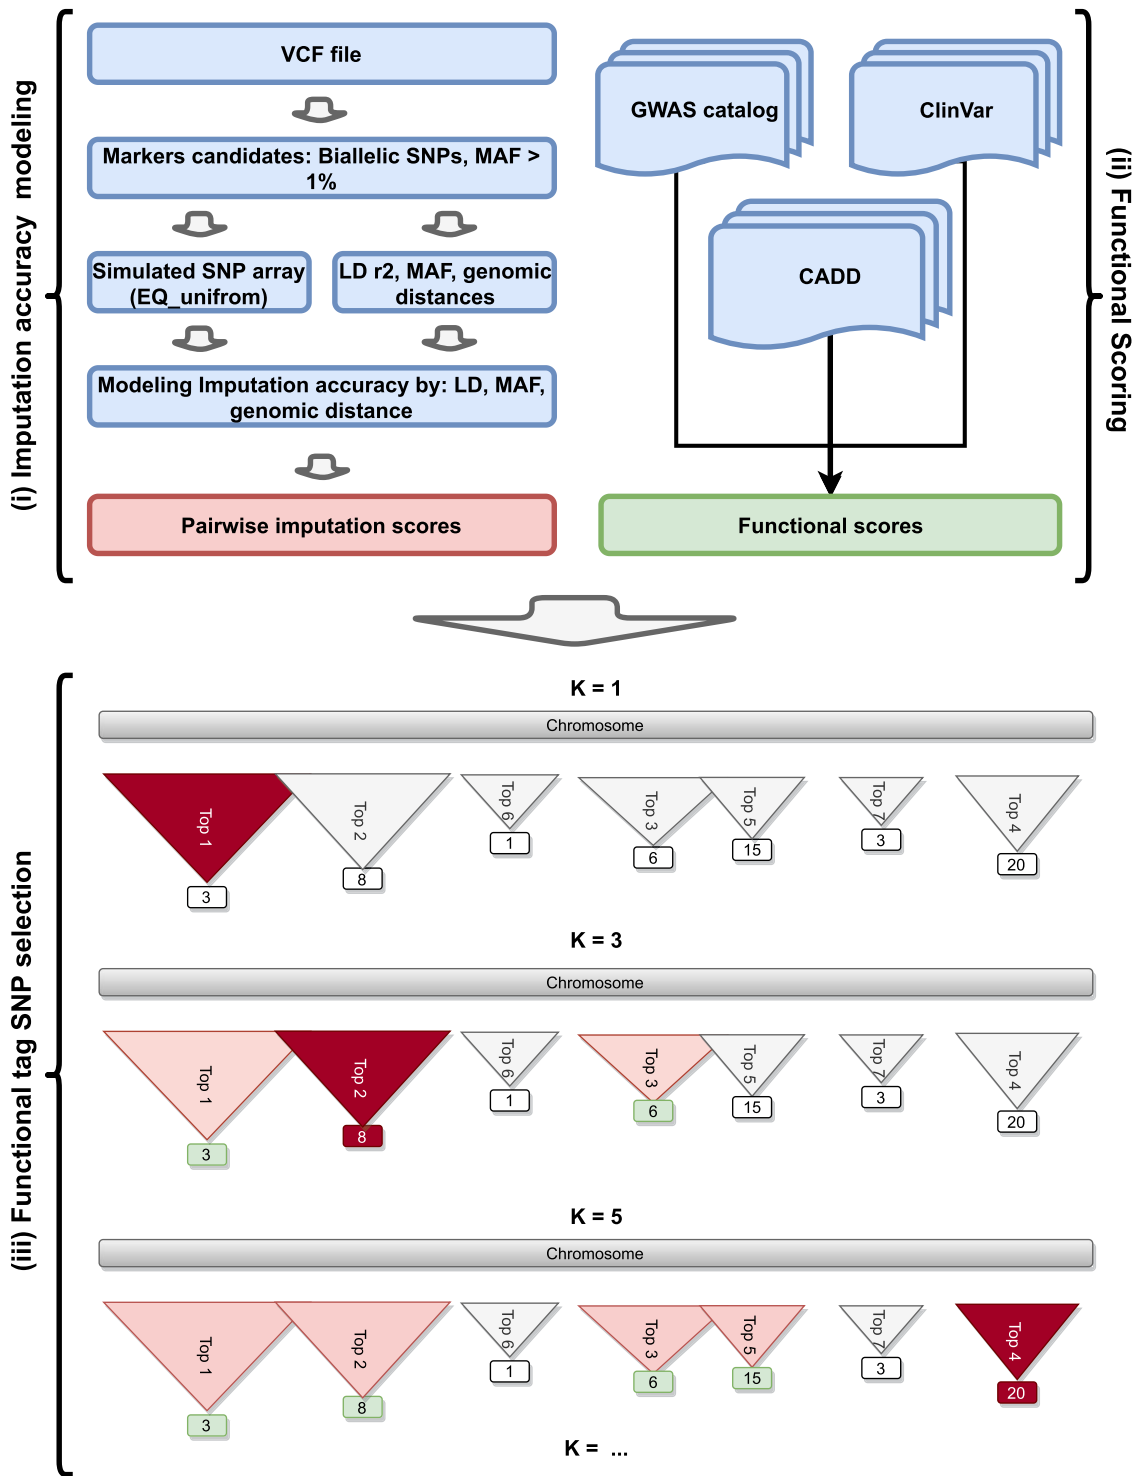 (i) Imputation accuracy modeling
VCF file
Markers candidates: Biallelic SNPs, MAF >
1%
Simulated SNP array
(EQ_unifrom)
LD r2, MAF, genomic
distances
Modeling Imputation accuracy by: LD, MAF,
genomic distance
Pairwise imputation scores
GWAS catalog
ClinVar
CADD
Functional scores
(ii) Functional Scoring
(iii) Functional tag SNP selection
K = 1
Chromosome
Top 1
Top 2
Top 6
Top 3
Top 5
Top 7
Top 4
3
8
1
6
15
3
20
K = 3
Chromosome
Top 1
Top 2
Top 6
Top 3
Top 5
Top 7
Top 4
3
8
1
6
15
3
20
K = 5
Chromosome
Top 1
Top 2
Top 6
Top 3
Top 5
Top 7
Top 4
3
8
1
6
15
3
20
K = ...